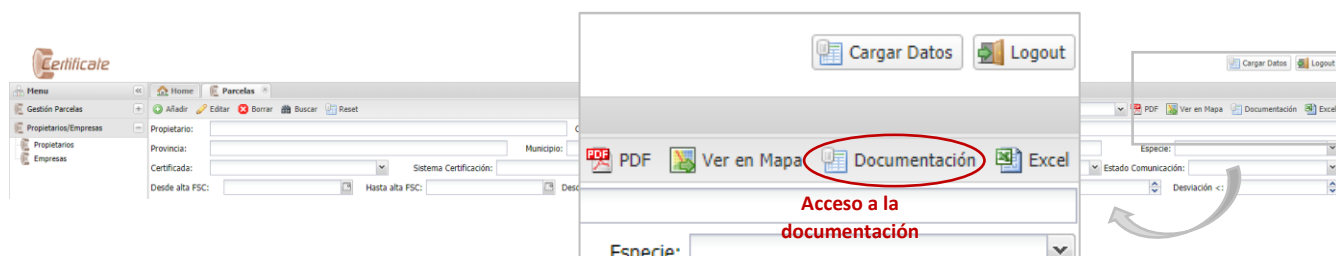 Certificate
Cargar Datos Logout
Cargar Datos Logout
Menu Home Parcelas
Gestión Parcelas Añadir Editar Borrar Buscar Reset
PDF Ver en Mapa Documentación Excel
PDF Ver en Mapa Documentación Excel
Propietarios/Empresas Propietario:
Propietarios Provincia: Municipio: Especie:
Empresas
Certificada: Sistema Certificación: Estado Comunicación:
Desde alta FSC: Hasta alta FSC: Desviación <:
Acceso a la
documentación
Especie: